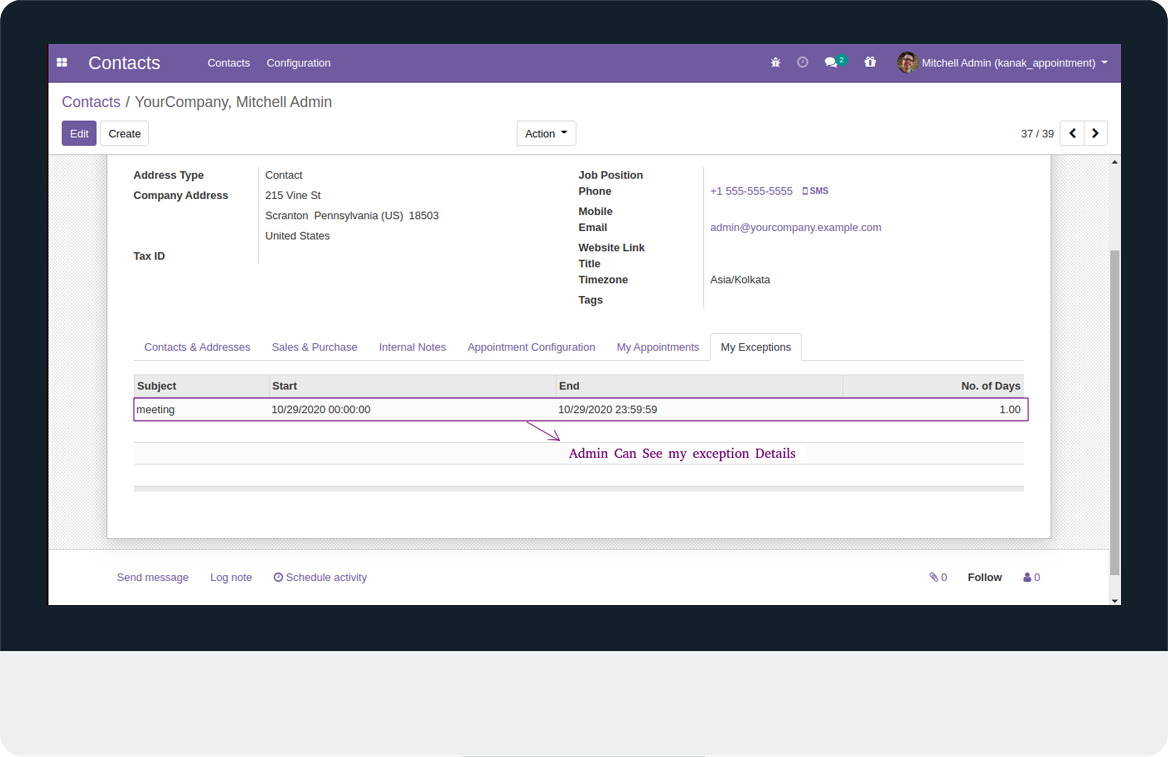 Contacts Contacts Configuration 2 Mitchell Admin (kanak_appointment)
Contacts / YourCompany, Mitchell Admin
Edit Create Action 37 / 39
Address Type Contact
Company Address 215 Vine St
Scranton Pennsylvania (US) 18503
United States
Tax ID
Job Position
Phone +1 555-555-5555 SMS
Mobile
Email admin@yourcompany.example.com
Website Link
Title
Timezone Asia/Kolkata
Tags
Contacts & Addresses Sales & Purchase Internal Notes Appointment Configuration My Appointments My Exceptions
Subject Start End No. of Days
meeting 10/29/2020 00:00:00 10/29/2020 23:59:59 1.00
Admin Can See my exception Details
Send message Log note Schedule activity 0 Follow 0